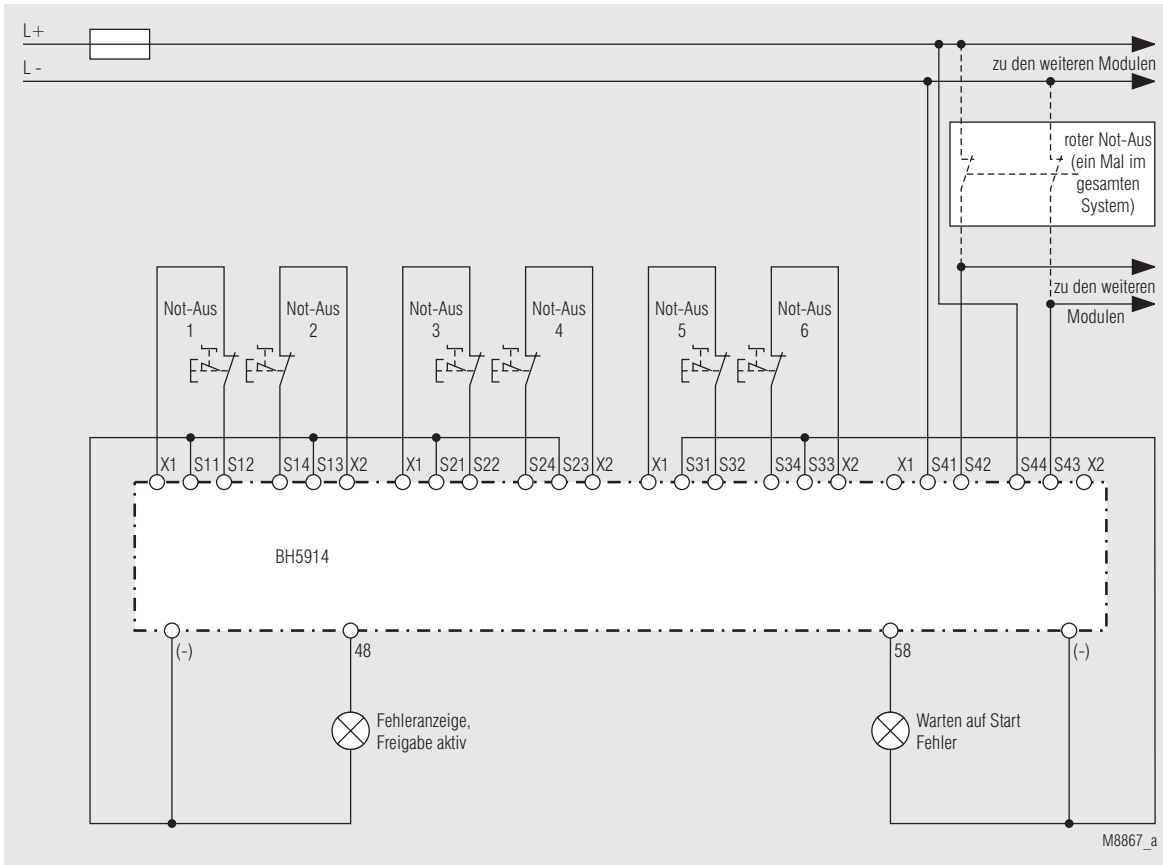 L+
L -
zu den weiteren Modulen
roter Not-Aus
(ein Mal im
gesamten
System)
zu den weiteren
Modulen
Not-Aus
1
Not-Aus
2
Not-Aus
3
Not-Aus
4
Not-Aus
5
Not-Aus
6
X1 S11 S12 S14 S13 X2 X1 S21 S22 S24 S23 X2 X1 S31 S32 S34 S33 X2 X1 S41 S42 S44 S43 X2
BH5914
(-) 48 58 (-)
Fehleranzeige,
Freigabe aktiv
Warten auf Start
Fehler
M8867_a